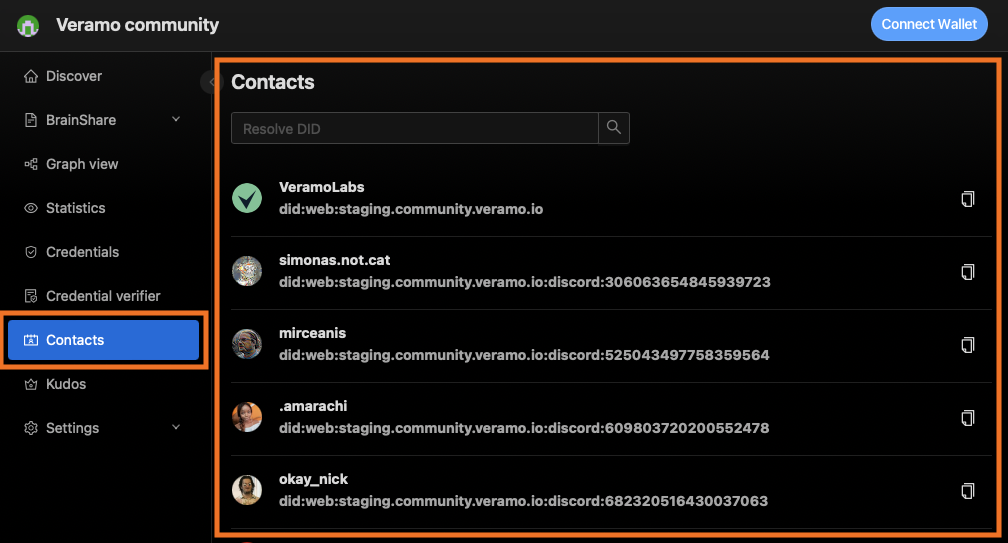 Veramo community
Connect Wallet
Discover
BrainShare
Graph view
Statistics
Credentials
Credential verifier
Contacts
Kudos
Settings
Contacts
Resolve DID
VeramoLabs
did:web:staging.community.veramo.io
simonas.not.cat
did:web:staging.community.veramo.io:discord:306063654845939723
mirceanis
did:web:staging.community.veramo.io:discord:525043497758359564
.amarachi
did:web:staging.community.veramo.io:discord:609803720200552478
okay_nick
did:web:staging.community.veramo.io:discord:682320516430037063